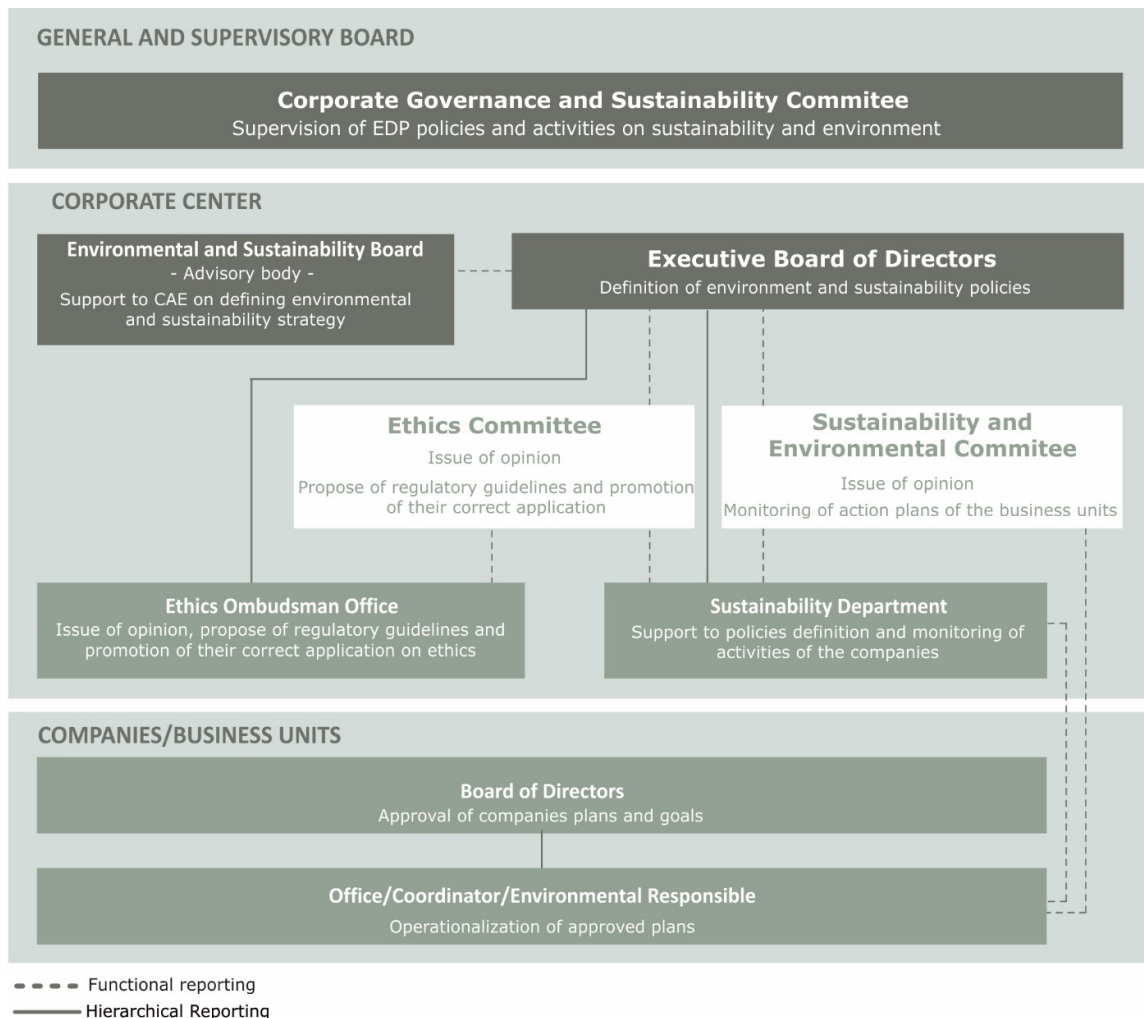 GENERAL AND SUPERVISORY BOARD
Corporate Governance and Sustainability Commitee
Supervision of EDP policies and activities on sustainability and environment
CORPORATE CENTER
Environmental and Sustainability Board
- Advisory body -
Support to CAE on defining environmental
and sustainability strategy
Executive Board of Directors
Definition of environment and sustainability policies
Ethics Committee
Issue of opinion
Propose of regulatory guidelines and promotion
of their correct application
Sustainability and
Environmental Commitee
Issue of opinion
Monitoring of action plans of the business units
Ethics Ombudsman Office
Issue of opinion, propose of regulatory guidelines and
promotion of their correct application on ethics
Sustainability Department
Support to policies definition and monitoring of
activities of the companies
COMPANIES/BUSINESS UNITS
Board of Directors
Approval of companies plans and goals
Office/Coordinator/Environmental Responsible
Operationalization of approved plans
Functional reporting
Hierarchical Reporting